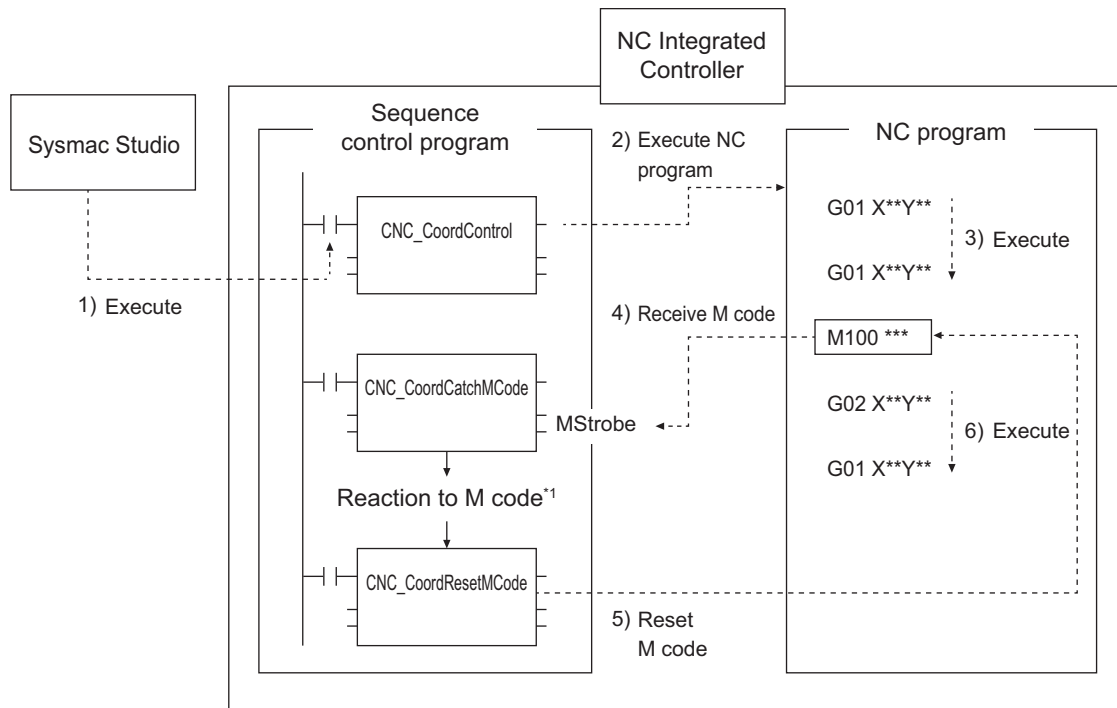 NC Integrated
Controller
Sysmac Studio
Sequence
control program
NC program
2) Execute NC
program
CNC_CoordControl
G01 X**Y**
3) Execute
G01 X**Y**
1) Execute
4) Receive M code
M100 ***
CNC_CoordCatchMCode
MStrobe
G02 X**Y**
6) Execute
G01 X**Y**
Reaction to M code*1
CNC_CoordResetMCode
5) Reset
M code